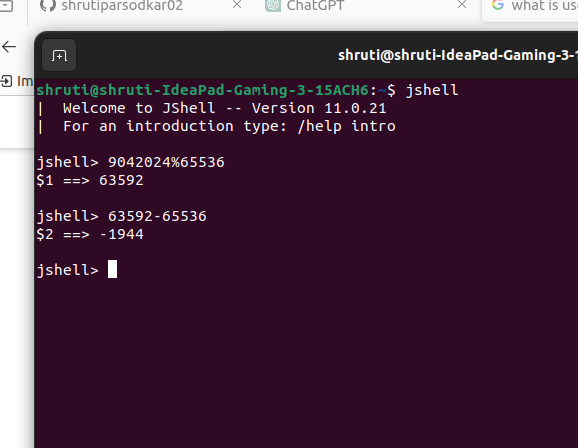 shrutiparsodkar02
ChatGPT
what is use
shruti@shruti-IdeaPad-Gaming-3-1
Im
shruti@shruti-IdeaPad-Gaming-3-15ACH6:~$ jshell
|  Welcome to JShell -- Version 11.0.21
|  For an introduction type: /help intro
jshell> 9042024%65536
$1 ==> 63592
jshell> 63592-65536
$2 ==> -1944
jshell>